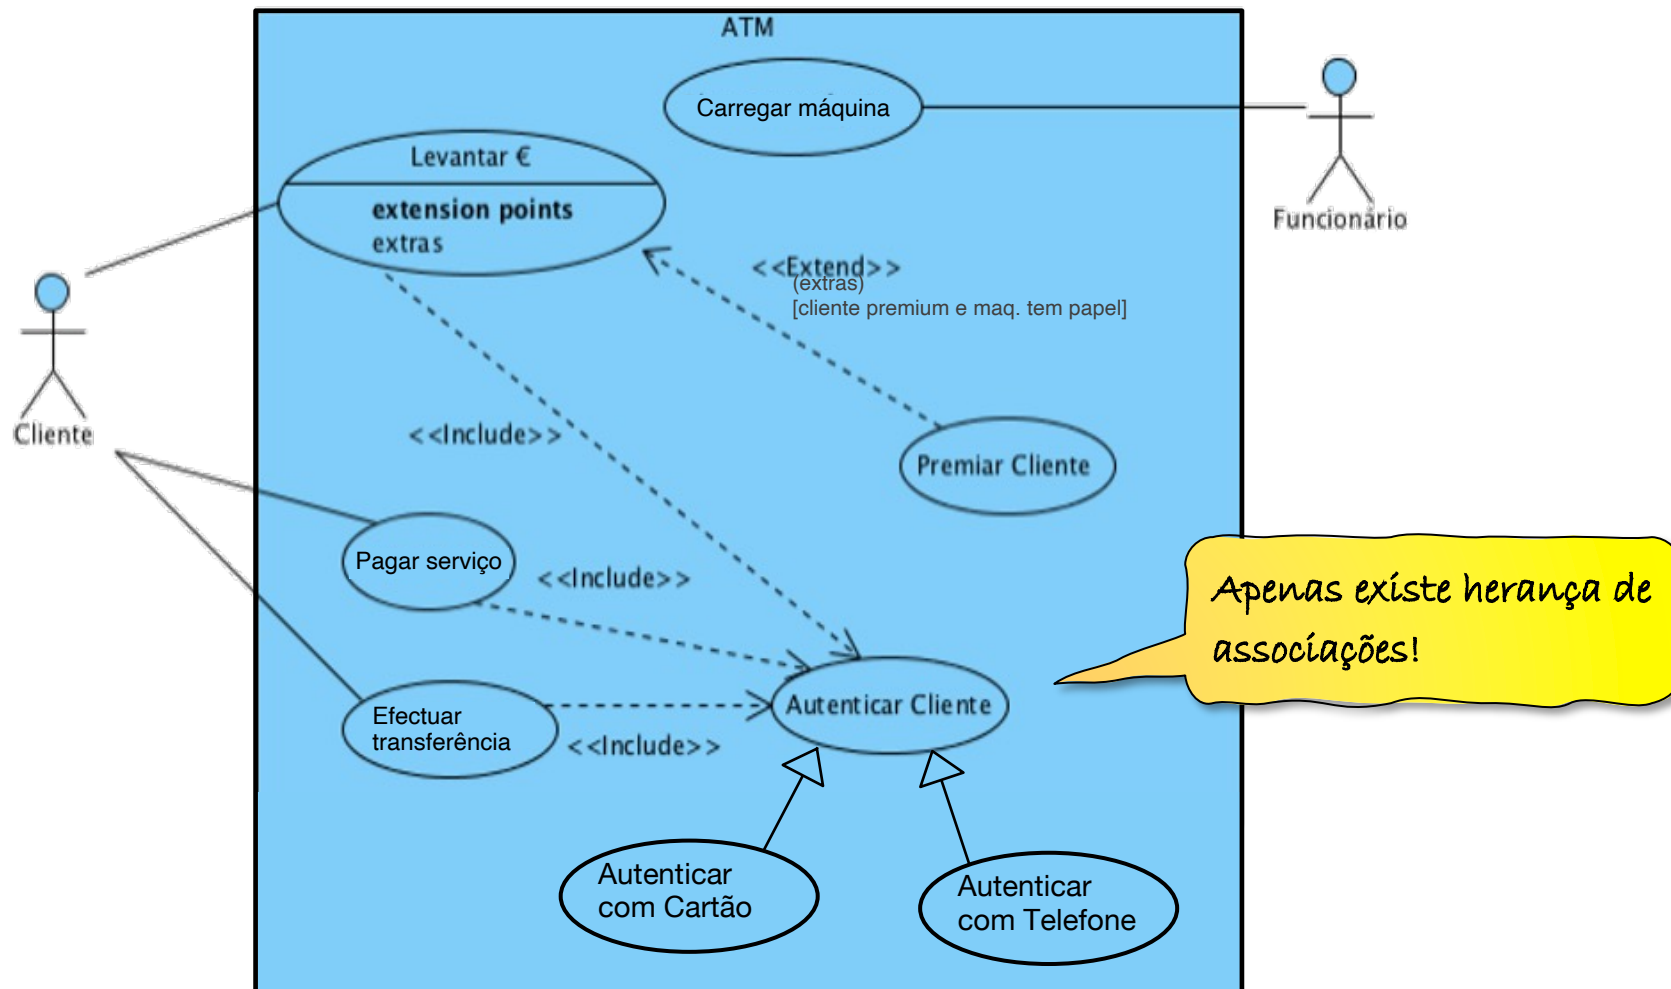 ATM
Carregar máquina
Levantar €
extension points
extras
Funcionário
<<Extend>>
(extras)
[cliente premium e maq. tem papel]
Cliente
<<Include>>
Premiar Cliente
Pagar serviço
<<Include>>
Apenas existe herança de
associações!
Autenticar Cliente
Efectuar
transferência
<<Include>>
Autenticar
com Cartão
Autenticar
com Telefone